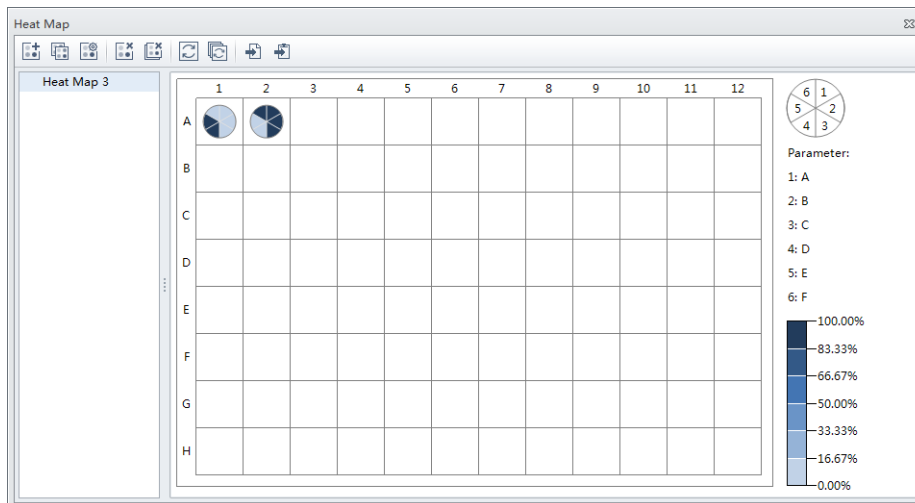 Heat Map
Heat Map 3
1 2 3 4 5 6 7 8 9 10 11 12
A
B
C
D
E
F
G
H
6 1
5 2
4 3
Parameter:
1: A
2: B
3: C
4: D
5: E
6: F
100.00%
83.33%
66.67%
50.00%
33.33%
16.67%
0.00%